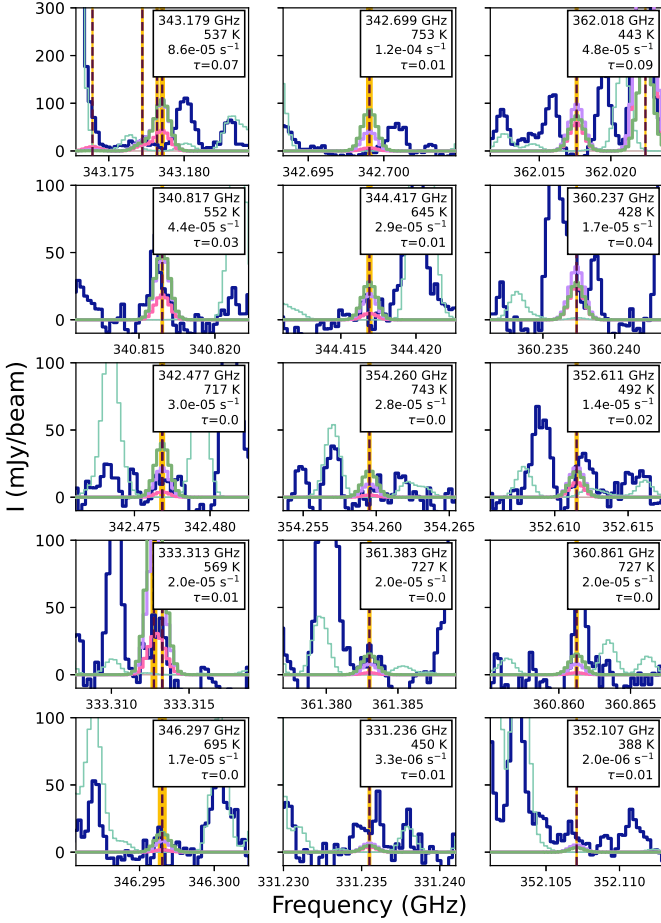 300
200
100
0
343.179 GHz
537 K
8.6e-05 s⁻¹
τ=0.07
343.175 343.180
342.699 GHz
753 K
1.2e-04 s⁻¹
τ=0.01
342.695 342.700
362.018 GHz
443 K
4.8e-05 s⁻¹
τ=0.09
362.015 362.020
100
50
0
340.817 GHz
552 K
4.4e-05 s⁻¹
τ=0.03
340.815 340.820
344.417 GHz
645 K
2.9e-05 s⁻¹
τ=0.01
344.415 344.420
360.237 GHz
428 K
1.7e-05 s⁻¹
τ=0.04
360.235 360.240
I (mJy/beam)
100
50
0
342.477 GHz
717 K
3.0e-05 s⁻¹
τ=0.0
342.475 342.480
354.260 GHz
743 K
2.8e-05 s⁻¹
τ=0.0
354.255 354.260 354.265
352.611 GHz
492 K
1.4e-05 s⁻¹
τ=0.02
352.610 352.615
100
50
0
333.313 GHz
569 K
2.0e-05 s⁻¹
τ=0.01
333.310 333.315
361.383 GHz
727 K
2.0e-05 s⁻¹
τ=0.0
361.380 361.385
360.861 GHz
727 K
2.0e-05 s⁻¹
τ=0.0
360.860 360.865
100
50
0
346.297 GHz
695 K
1.7e-05 s⁻¹
τ=0.0
346.295 346.300
331.236 GHz
450 K
3.3e-06 s⁻¹
τ=0.01
331.230 331.235 331.240
352.107 GHz
388 K
2.0e-06 s⁻¹
τ=0.01
352.105 352.110
Frequency (GHz)